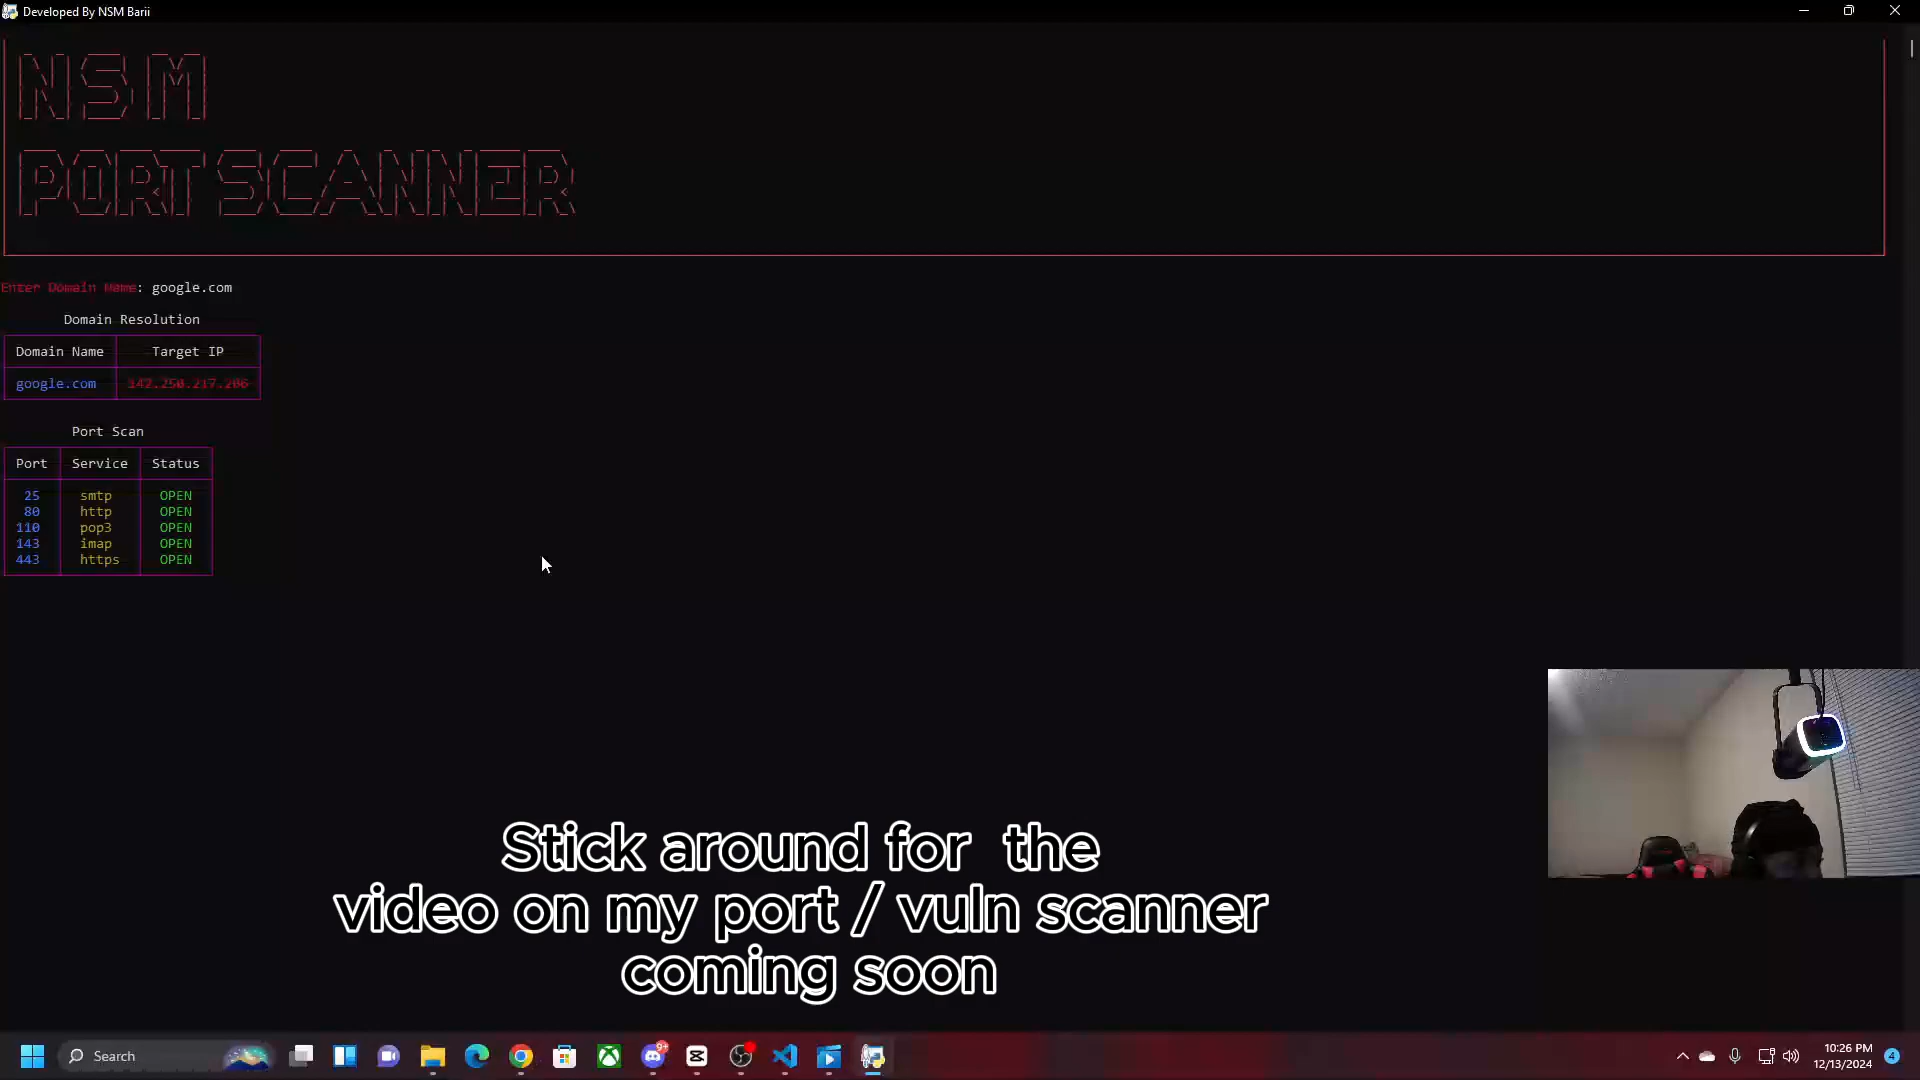 Developed By NSM Barii
NSM
PORT SCANNER
Enter Domain Name: google.com
Domain Resolution
Domain Name Target IP
google.com 142.250.217.206
Port Scan
Port Service Status
25 smtp OPEN
80 http OPEN
110 pop3 OPEN
143 imap OPEN
443 https OPEN
Stick around for the
video on my port / vuln scanner
coming soon
Search
9+
10:26 PM
12/13/2024
4